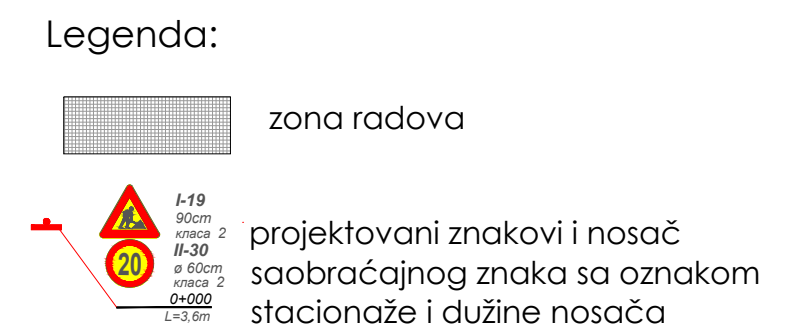 Legenda:
zona radova
I-19
90cm
класа 2
II-30
20
ø 60cm
класа 2
0+000
L=3,6m
projektovani znakovi i nosač
saobraćajnog znaka sa oznakom
stacionaže i dužine nosača